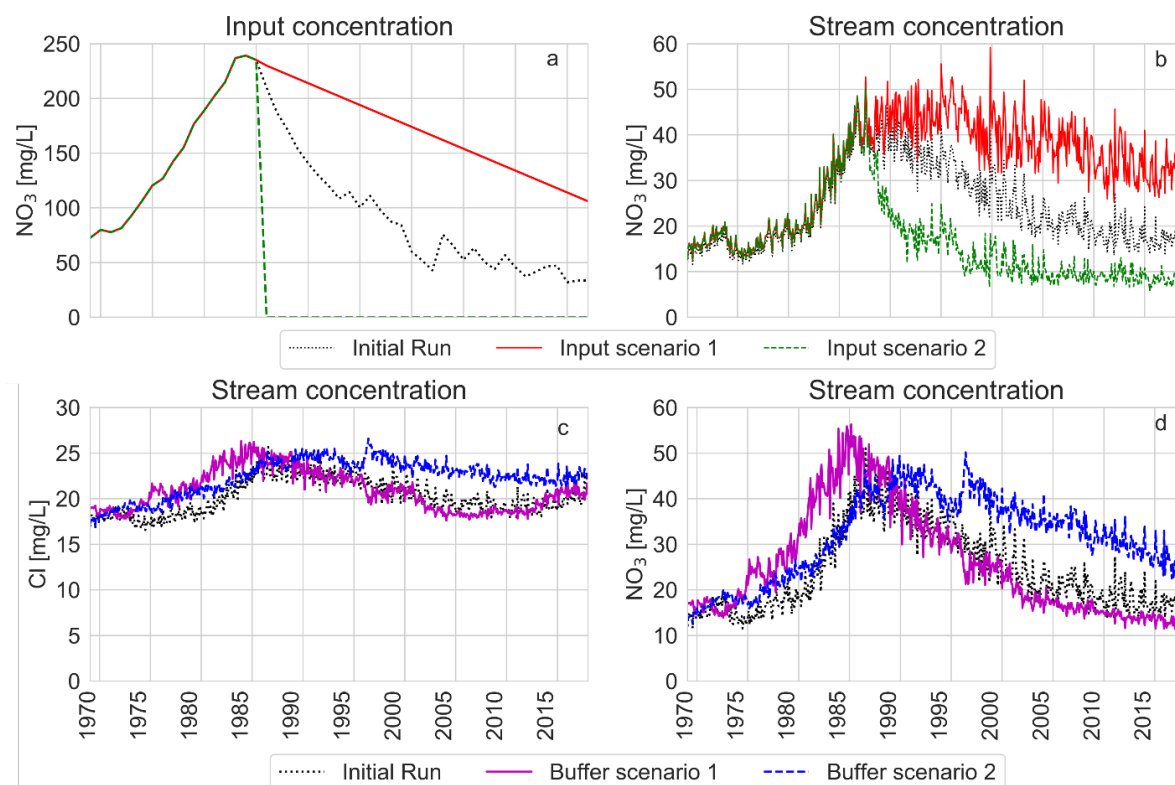 Input concentration
Stream concentration
a
b
NO₃ [mg/L]
250
200
150
100
50
0
NO₃ [mg/L]
60
50
40
30
20
10
0
Initial Run
Input scenario 1
Input scenario 2
Stream concentration
Stream concentration
c
d
Cl [mg/L]
30
25
20
15
10
5
0
NO₃ [mg/L]
60
50
40
30
20
10
0
1970
1975
1980
1985
1990
1995
2000
2005
2010
2015
1970
1975
1980
1985
1990
1995
2000
2005
2010
2015
Initial Run
Buffer scenario 1
Buffer scenario 2